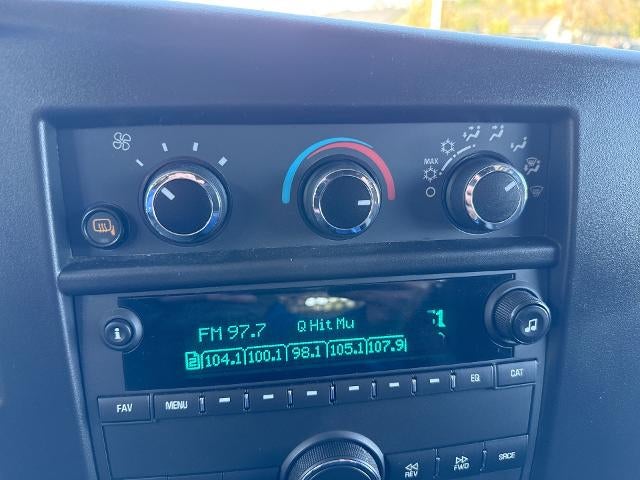 MAX
FM 97.7 Q Hit Mu
2 104.1 100.1 98.1 105.1 107.9
FAV MENU EQ CAT
REV FWD SRCE